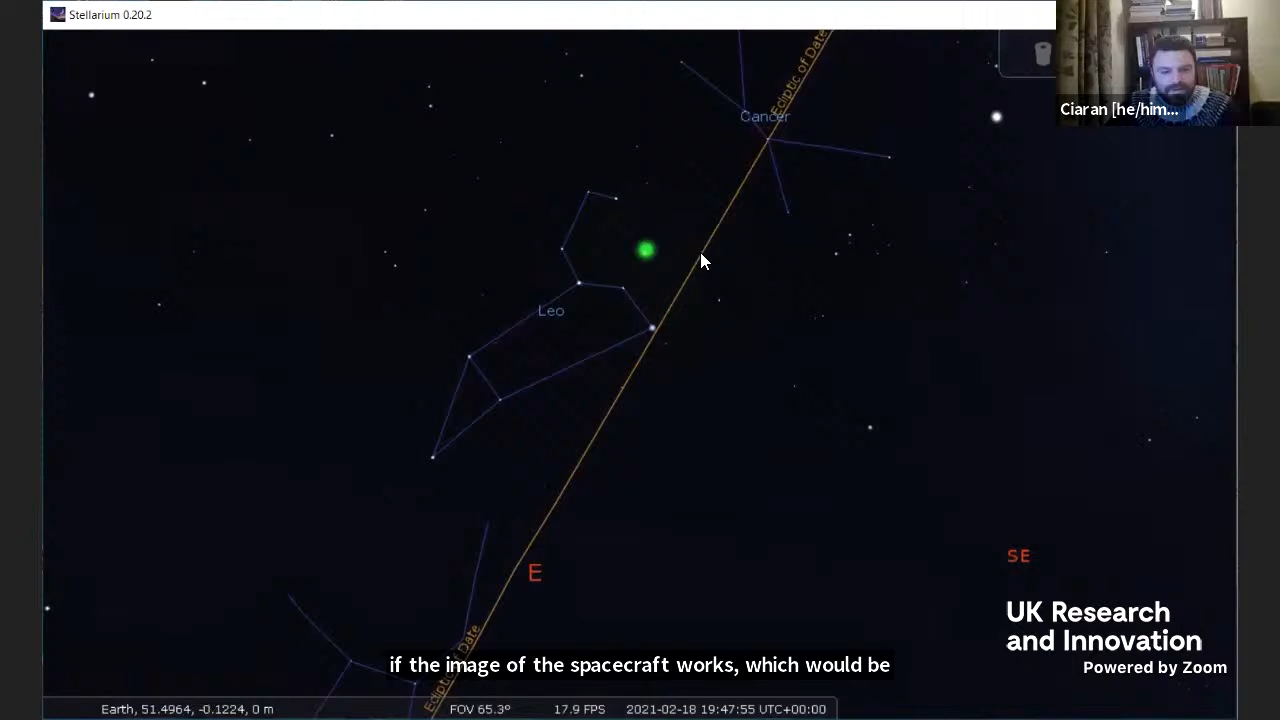 Stellarium 0.20.2
Ecliptic of Date
Cancer
Ciaran [he/him...
Leo
E
SE
UK Research
and Innovation
Ecliptic of Date
if the image of the spacecraft works, which would be
Powered by Zoom
Earth, 51.4964, -0.1224, 0 m
FOV 65.3°
17.9 FPS
2021-02-18 19:47:55 UTC+00:00